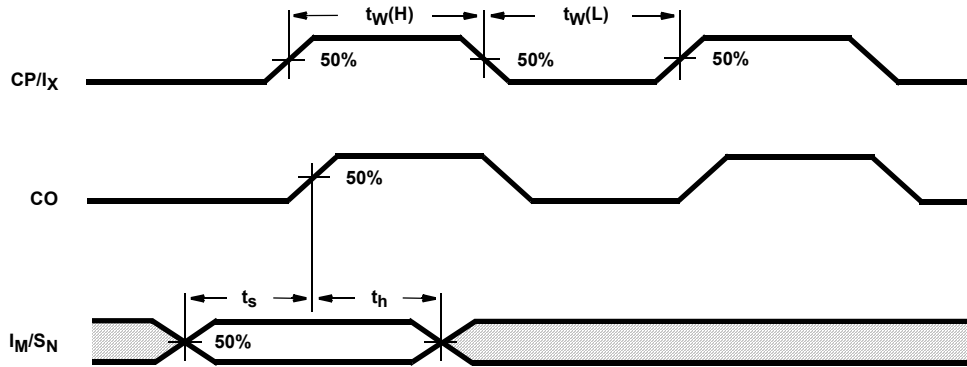 tW(H) tW(L)
CP/IX 50% 50% 50%
CO 50%
ts th
IM/SN 50%